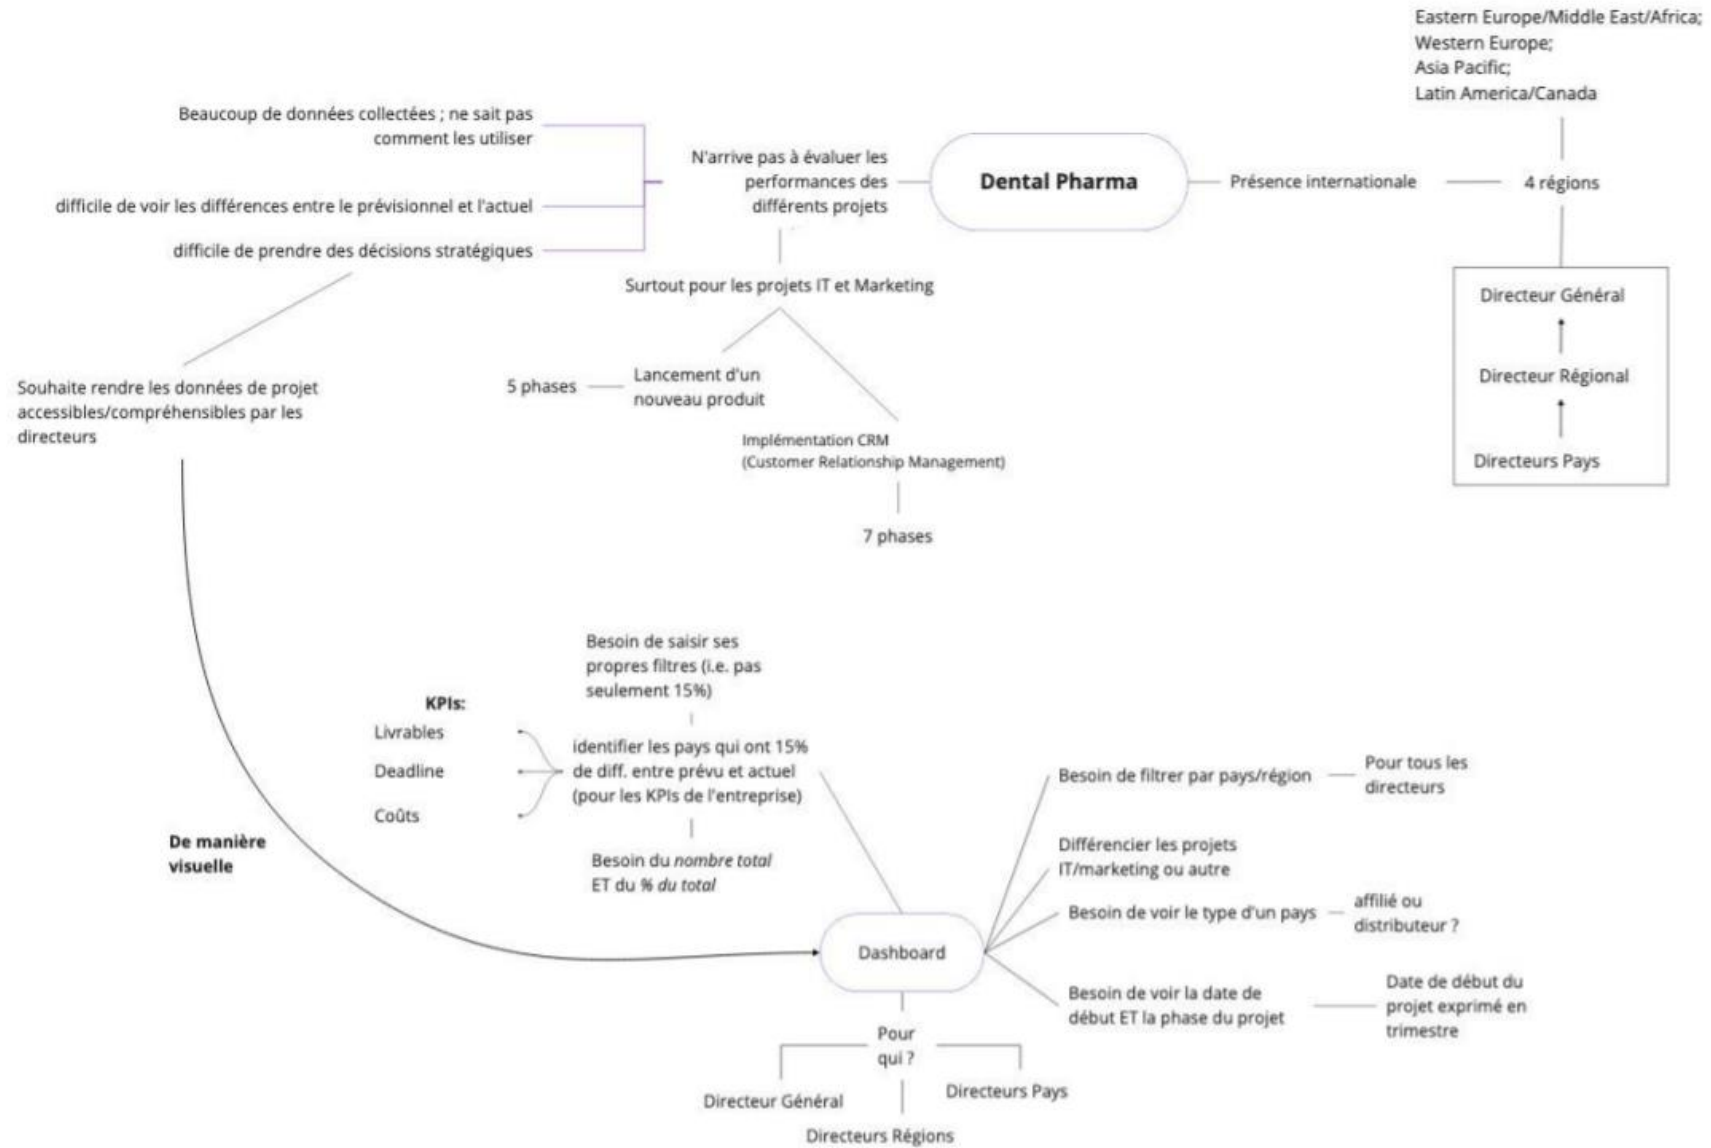 Eastern Europe/Middle East/Africa;
Western Europe;
Asia Pacific;
Latin America/Canada
Beaucoup de données collectées ; ne sait pas
comment les utiliser
difficile de voir les différences entre le prévisionnel et l'actuel
difficile de prendre des décisions stratégiques
N'arrive pas à évaluer les
performances des
différents projets
Dental Pharma
Présence internationale
4 régions
Directeur Général
Directeur Régional
Directeurs Pays
Surtout pour les projets IT et Marketing
5 phases
Lancement d'un
nouveau produit
Implémentation CRM
(Customer Relationship Management)
7 phases
Souhaite rendre les données de projet
accessibles/compréhensibles par les
directeurs
De manière
visuelle
Besoin de saisir ses
propres filtres (i.e. pas
seulement 15%)
KPIs:
Livrables
Deadline
Coûts
identifier les pays qui ont 15%
de diff. entre prévu et actuel
(pour les KPIs de l'entreprise)
Besoin du nombre total
ET du % du total
Dashboard
Besoin de filtrer par pays/région
Pour tous les
directeurs
Différencier les projets
IT/marketing ou autre
Besoin de voir le type d'un pays
affilié ou
distributeur ?
Besoin de voir la date de
début ET la phase du projet
Date de début du
projet exprimé en
trimestre
Pour
qui ?
Directeur Général
Directeurs Régions
Directeurs Pays